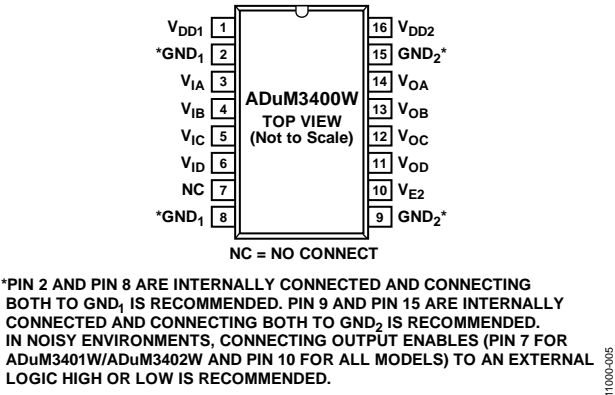 VDD1 1 16 VDD2
*GND1 2 15 GND2*
VIA 3 14 VOA
VIB 4 13 VOB
VIC 5 12 VOC
VID 6 11 VOD
NC 7 10 VE2
*GND1 8 9 GND2*
ADuM3400W
TOP VIEW
(Not to Scale)
NC = NO CONNECT
*PIN 2 AND PIN 8 ARE INTERNALLY CONNECTED AND CONNECTING
BOTH TO GND1 IS RECOMMENDED. PIN 9 AND PIN 15 ARE INTERNALLY
CONNECTED AND CONNECTING BOTH TO GND2 IS RECOMMENDED.
IN NOISY ENVIRONMENTS, CONNECTING OUTPUT ENABLES (PIN 7 FOR
ADuM3401W/ADuM3402W AND PIN 10 FOR ALL MODELS) TO AN EXTERNAL
LOGIC HIGH OR LOW IS RECOMMENDED.
11000-005